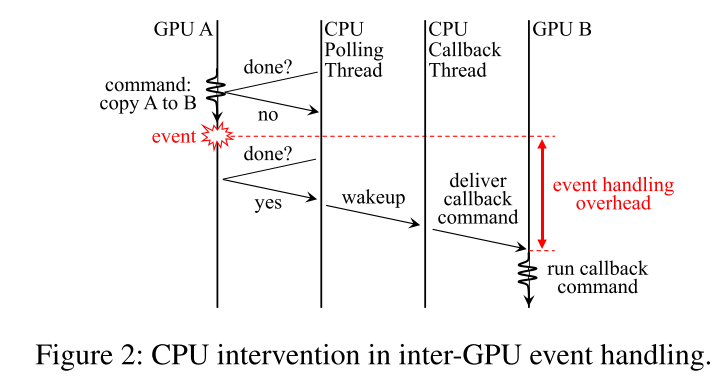 GPU A
CPU
Polling
Thread
CPU
Callback
Thread
GPU B
done?
command:
copy A to B
no
event
done?
yes
wakeup
deliver
callback
command
event handling
overhead
run callback
command
Figure 2: CPU intervention in inter-GPU event handling.